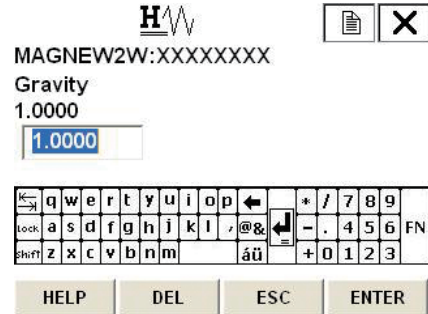 H
MAGNEW2W:XXXXXXXX
Gravity
1.0000
1.0000
q w e r t y u i o p * / 7 8 9
Lock a s d f g h j k l , @& - . 4 5 6 FN
Shift z x c v b n m áü = + 0 1 2 3
HELP DEL ESC ENTER